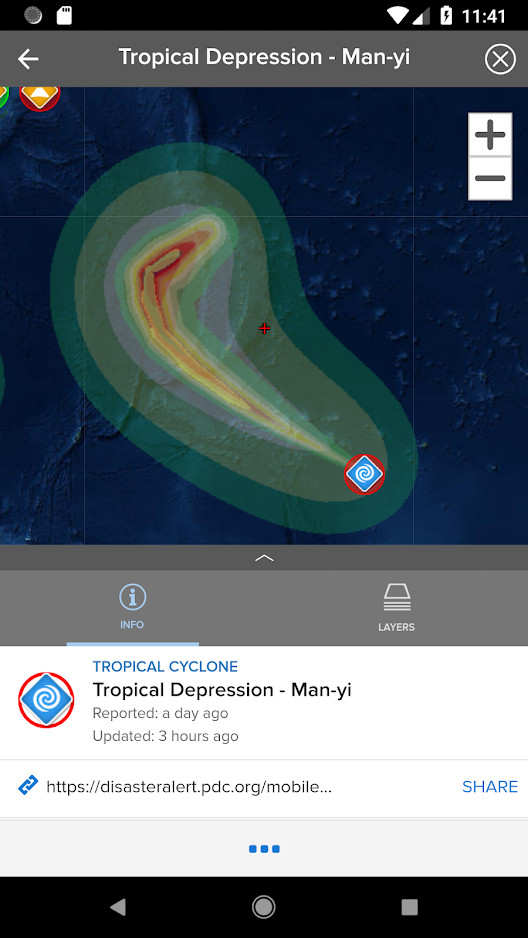 11:41
Tropical Depression - Man-yi
INFO
LAYERS
TROPICAL CYCLONE
Tropical Depression - Man-yi
Reported: a day ago
Updated: 3 hours ago
https://disasteralert.pdc.org/mobile... SHARE